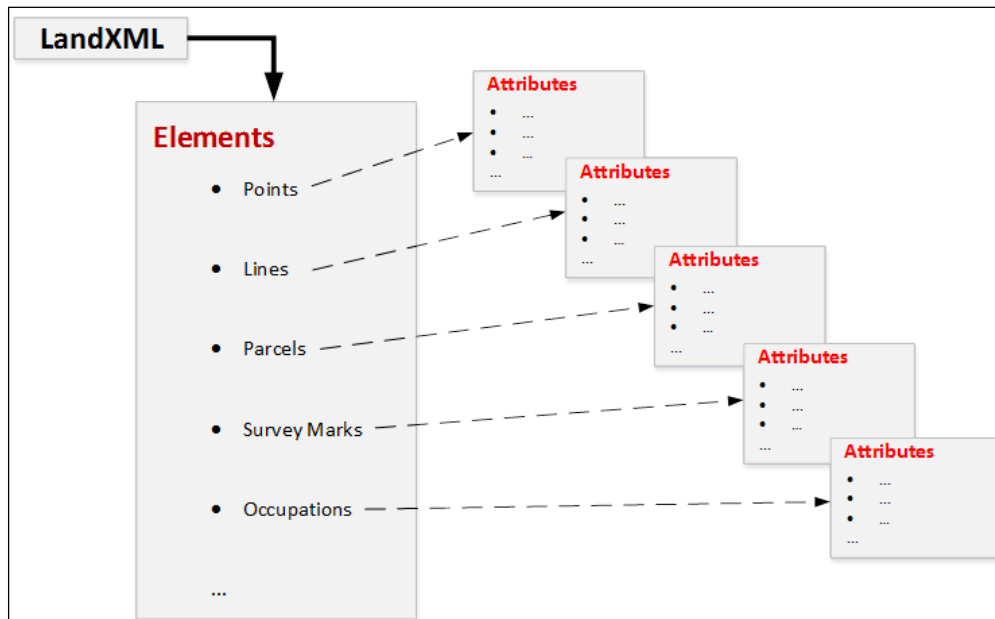 LandXML
Elements
• Points
• Lines
• Parcels
• Survey Marks
• Occupations
...
Attributes
• ...
• ...
• ...
...
Attributes
• ...
• ...
• ...
...
Attributes
• ...
• ...
• ...
...
Attributes
• ...
• ...
• ...
...
Attributes
• ...
• ...
• ...
...